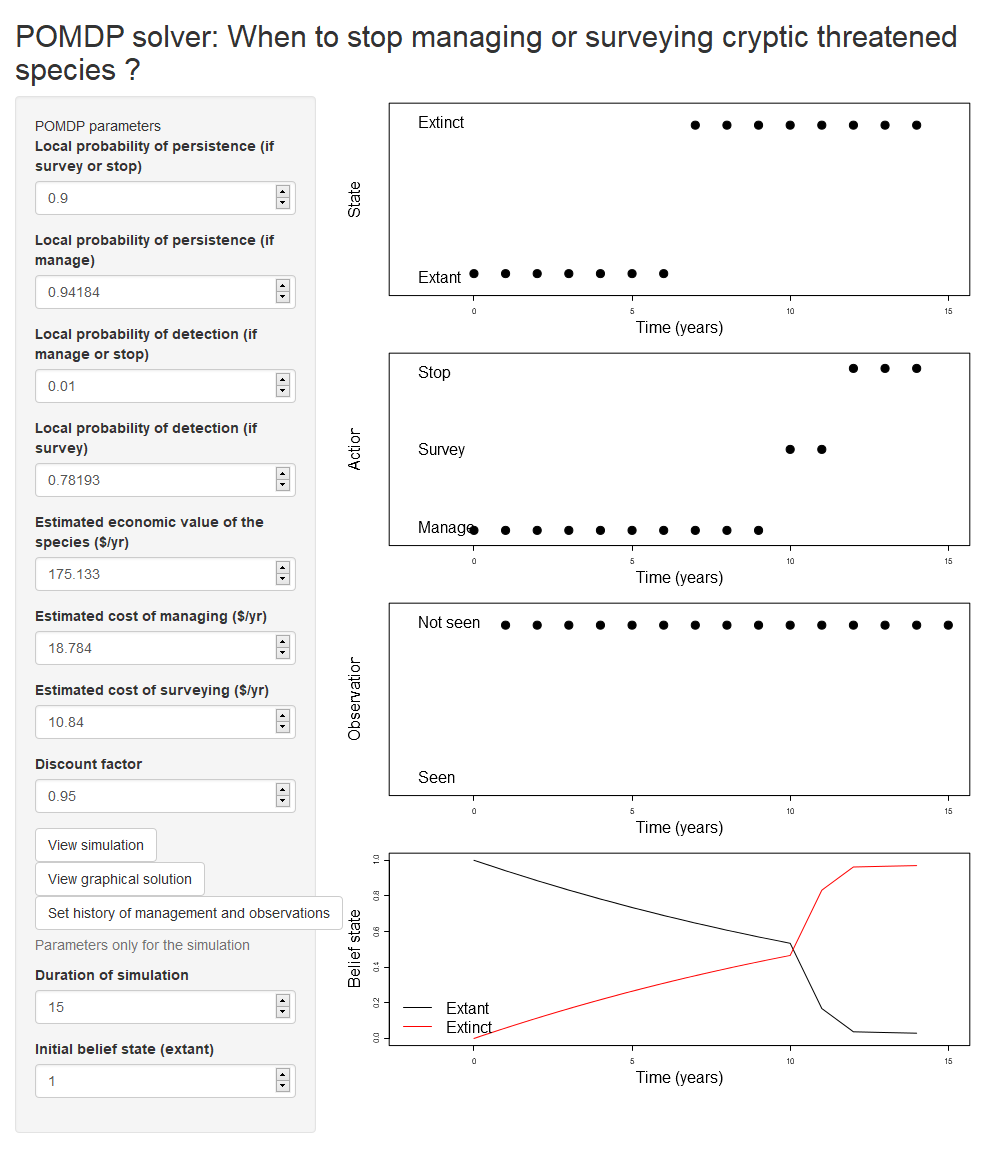 POMDP solver: When to stop managing or surveying cryptic threatened
species ?
POMDP parameters
Local probability of persistence (if
survey or stop)
0.9
Local probability of persistence (if
manage)
0.94184
Local probability of detection (if
manage or stop)
0.01
Local probability of detection (if
survey)
0.78193
Estimated economic value of the
species ($/yr)
175.133
Estimated cost of managing ($/yr)
18.784
Estimated cost of surveying ($/yr)
10.84
Discount factor
0.95
View simulation
View graphical solution
Set history of management and observations
Parameters only for the simulation
Duration of simulation
15
Initial belief state (extant)
1
Extinct
State
Extant
0 5 10 15
Time (years)
Stop
Action
Survey
Manage
0 5 10 15
Time (years)
Not seen
Observation
Seen
0 5 10 15
Time (years)
1.0
0.8
0.6
0.4
0.2
0.0
Belief state
Extant
Extinct
0 5 10 15
Time (years)